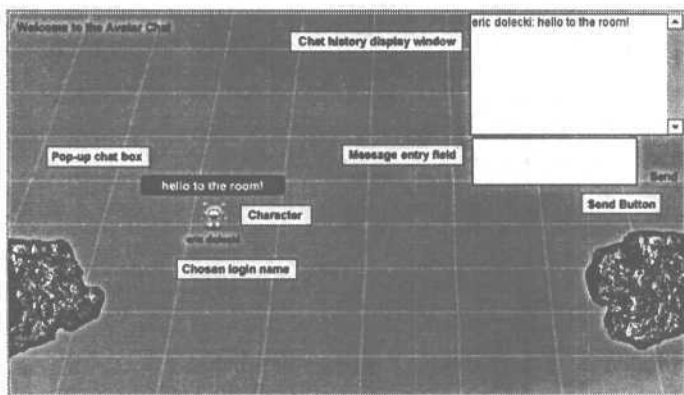 Welcome to the Avatar Chat
eric dolecki: hello to the room!
Chat history display window
Pop-up chat box
Message entry field
Send
hello to the room!
Send Button
Character
eric dolecki
Chosen login name